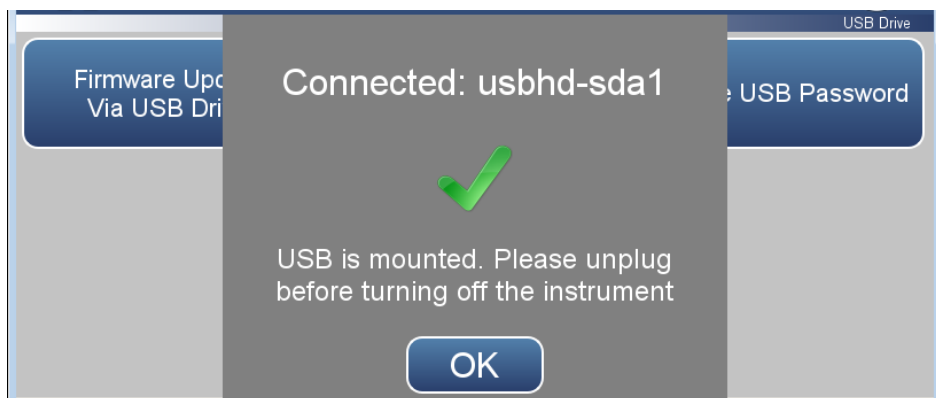 USB Drive
Firmware Upd
Via USB Dri
Connected: usbhd-sda1
USB Password
USB is mounted. Please unplug
before turning off the instrument
OK